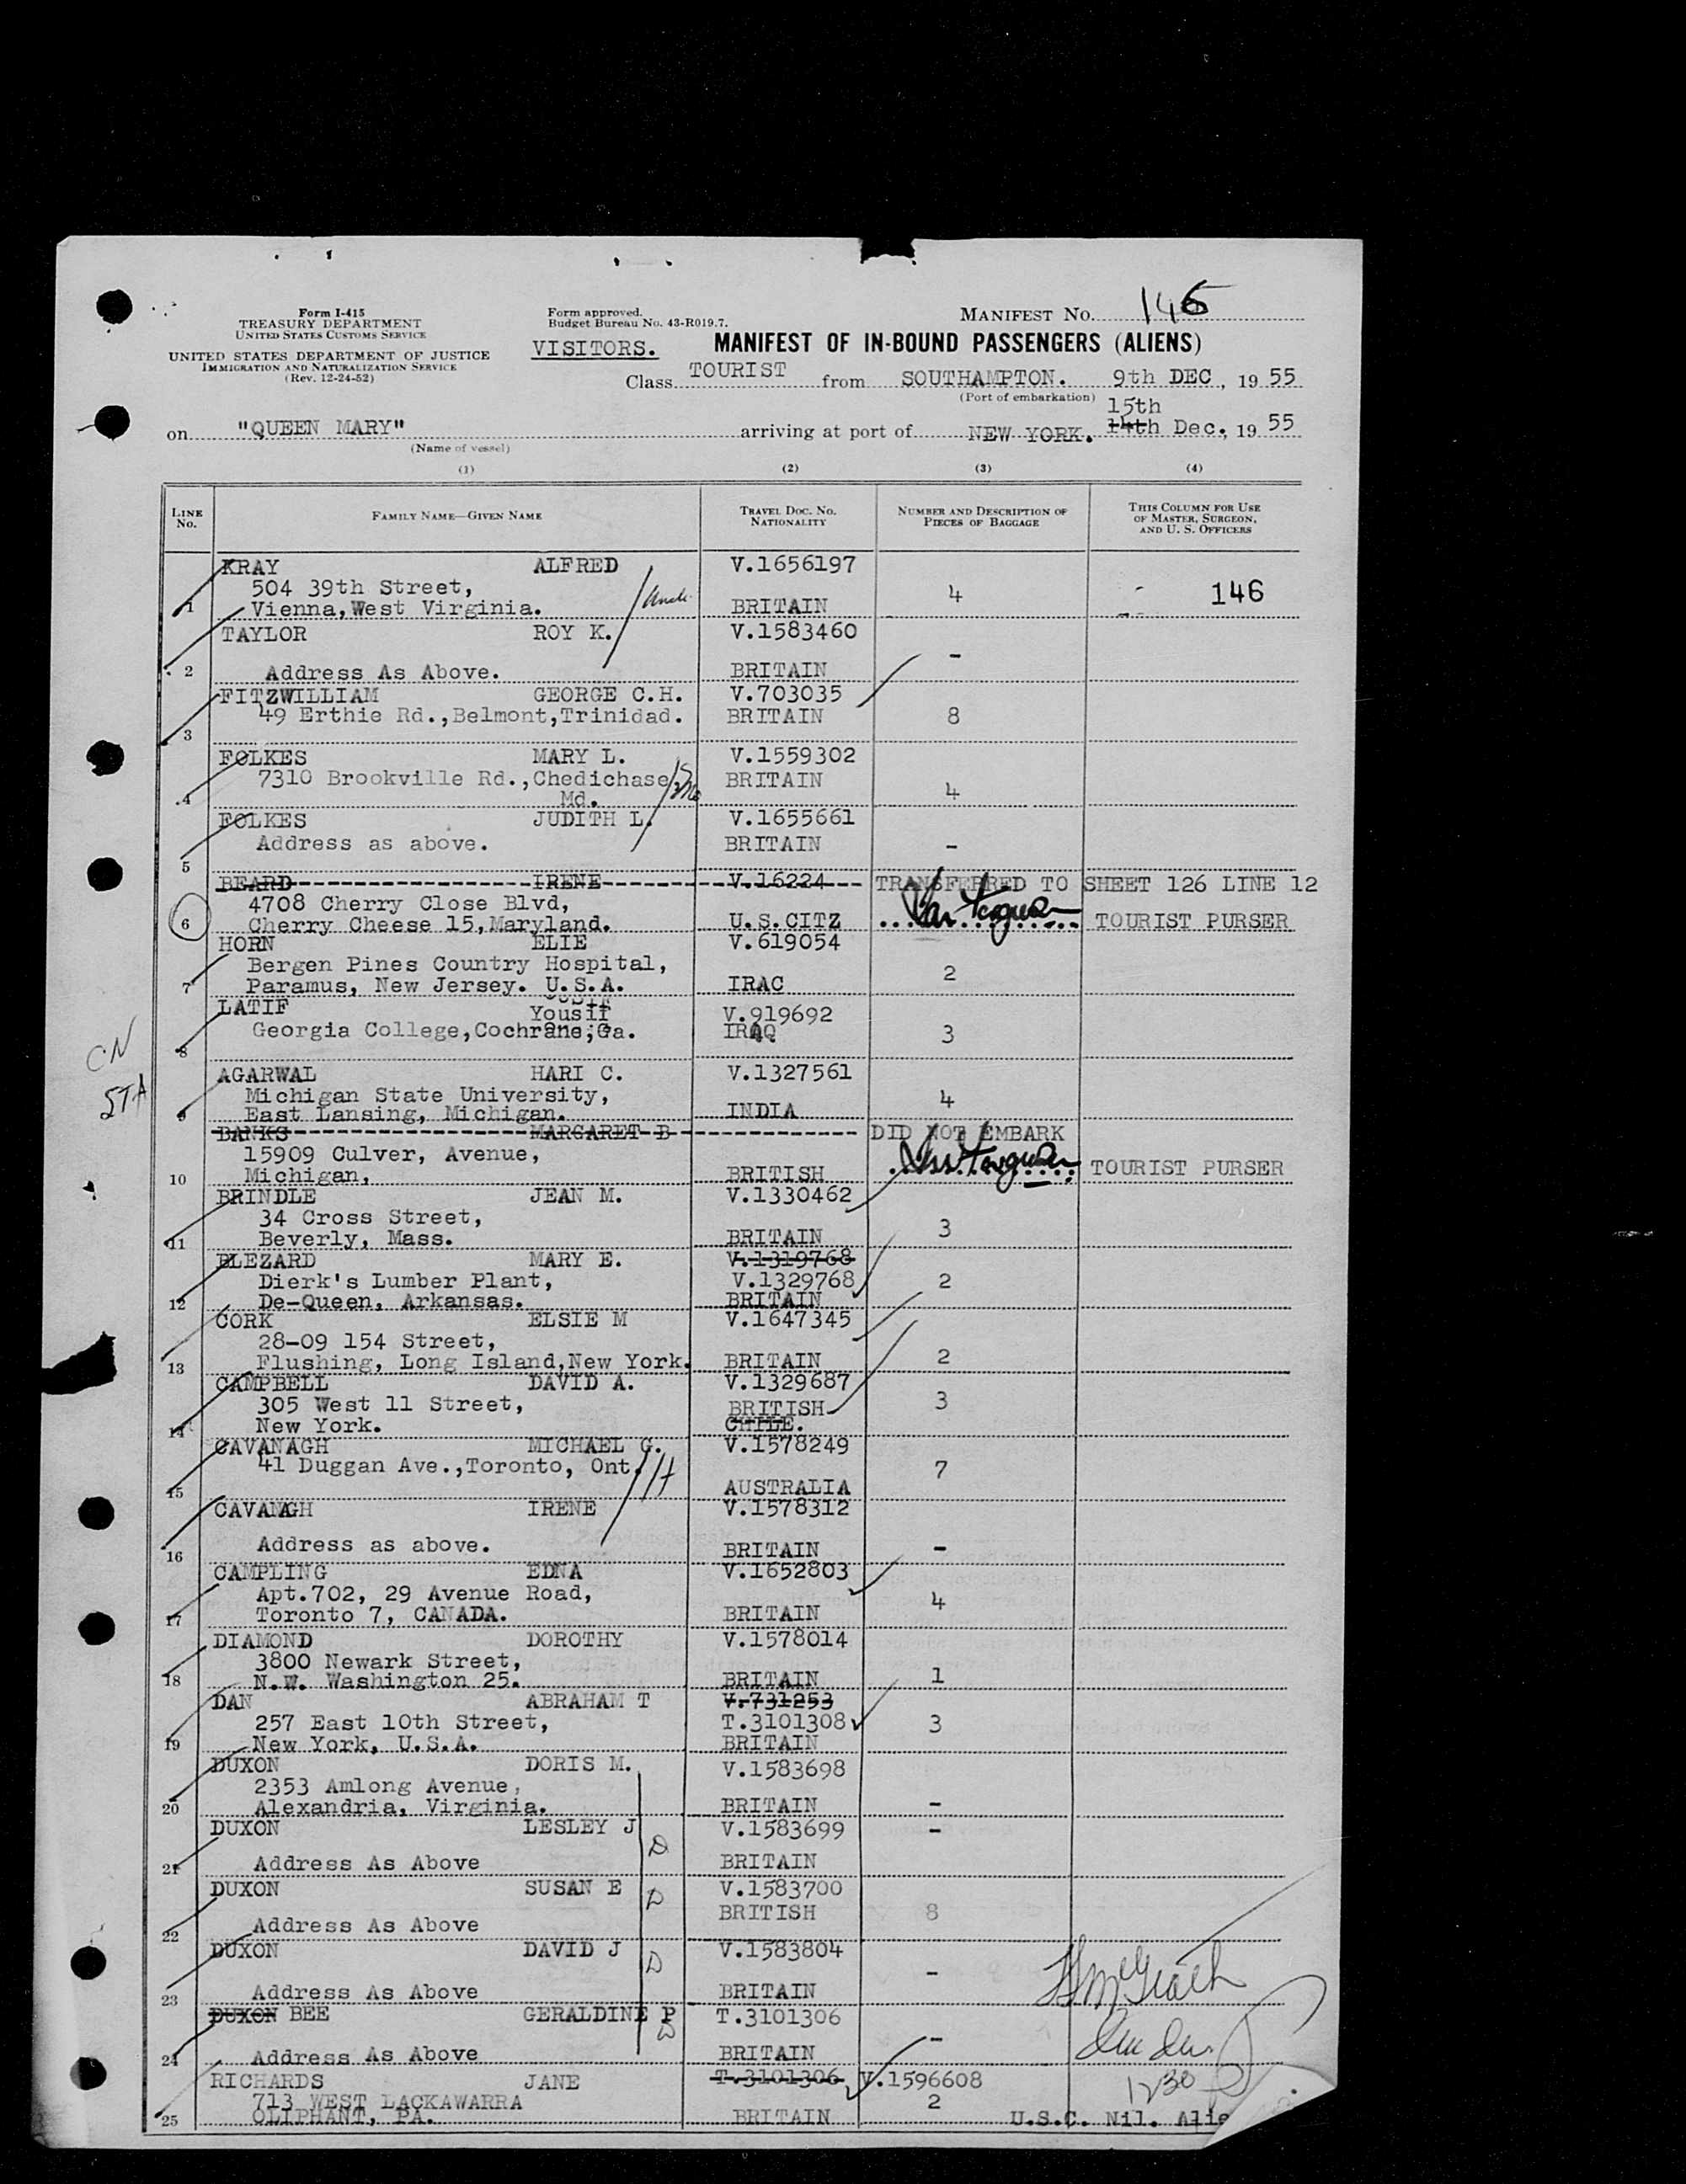 Form I-415
TREASURY DEPARTMENT
UNITED STATES CUSTOMS SERVICE
UNITED STATES DEPARTMENT OF JUSTICE
IMMIGRATION AND NATURALIZATION SERVICE
(Rev. 12-24-52)
Form approved.
Budget Bureau No. 43-R019.7.
MANIFEST NO. 146
VISITORS. MANIFEST OF IN-BOUND PASSENGERS (ALIENS)
Class TOURIST from SOUTHAMPTON. 9th DEC, 1955
(Port of embarkation)
15th
on "QUEEN MARY" arriving at port of NEW YORK. 14th Dec., 1955
(Name of vessel)
(1) (2) (3) (4)
LINE NO. FAMILY NAME—GIVEN NAME TRAVEL DOC. NO. NATIONALITY NUMBER AND DESCRIPTION OF PIECES OF BAGGAGE THIS COLUMN FOR USE OF MASTER, SURGEON, AND U. S. OFFICERS
KRAY ALFRED V.1656197
504 39th Street, 4 146
1 Vienna,West Virginia. BRITAIN
TAYLOR ROY K. V.1583460
-
2 Address As Above. BRITAIN
FITZWILLIAM GEORGE C.H. V.703035
49 Erthie Rd.,Belmont,Trinidad. BRITAIN 8
3
FOLKES MARY L. V.1559302
7310 Brookville Rd.,Chedichase BRITAIN
4 Md. 4
FOLKES JUDITH L. V.1655661
Address as above. BRITAIN -
5
BEARD IRENE V.16224 TRANSFERRED TO SHEET 126 LINE 12
4708 Cherry Close Blvd,
6 Cherry Cheese 15,Maryland. U.S.CITZ TOURIST PURSER
HORN ELIE V.619054
Bergen Pines Country Hospital, 2
7 Paramus, New Jersey. U.S.A. IRAC
LATIF Yousif V.919692
Georgia College,Cochrane,Ga. IRAQ 3
8
CN
STA
AGARWAL HARI C. V.1327561
Michigan State University, 4
9 East Lansing, Michigan. INDIA
BANKS MARGARET B DID NOT EMBARK
15909 Culver, Avenue,
10 Michigan, BRITISH TOURIST PURSER
BRINDLE JEAN M. V.1330462
34 Cross Street, 3
11 Beverly, Mass. BRITAIN
BLEZARD MARY E. V.1319768
Dierk's Lumber Plant, V.1329768 2
12 De-Queen, Arkansas. BRITAIN
CORK ELSIE M V.1647345
28-09 154 Street,
13 Flushing, Long Island,New York. BRITAIN 2
CAMPBELL DAVID A. V.1329687
305 West 11 Street, BRITISH 3
14 New York. CHILE.
CAVANAGH MICHAEL G. V.1578249
41 Duggan Ave.,Toronto, Ont. 7
15 AUSTRALIA
CAVANAGH IRENE V.1578312
16 Address as above. BRITAIN -
CAMPLING EDNA V.1652803
Apt.702, 29 Avenue Road, 4
17 Toronto 7, CANADA. BRITAIN
DIAMOND DOROTHY V.1578014
3800 Newark Street,
18 N.W. Washington 25. BRITAIN 1
DAN ABRAHAM T V.731253
257 East 10th Street, T.3101308 3
19 New York, U.S.A. BRITAIN
DUXON DORIS M. V.1583698
2353 Amlong Avenue,
20 Alexandria, Virginia. BRITAIN -
DUXON LESLEY J V.1583699 -
D
21 Address As Above BRITAIN
DUXON SUSAN E V.1583700
D BRITISH 8
22 Address As Above
DUXON DAVID J V.1583804
D -
23 Address As Above BRITAIN
DUXON BEE GERALDINE P T.3101306
D -
24 Address As Above BRITAIN
RICHARDS JANE T.3101306 V.1596608
1230
713 WEST LACKAWARRA 2
25 OLIPHANT, PA. BRITAIN U.S.C. Nil. Alie